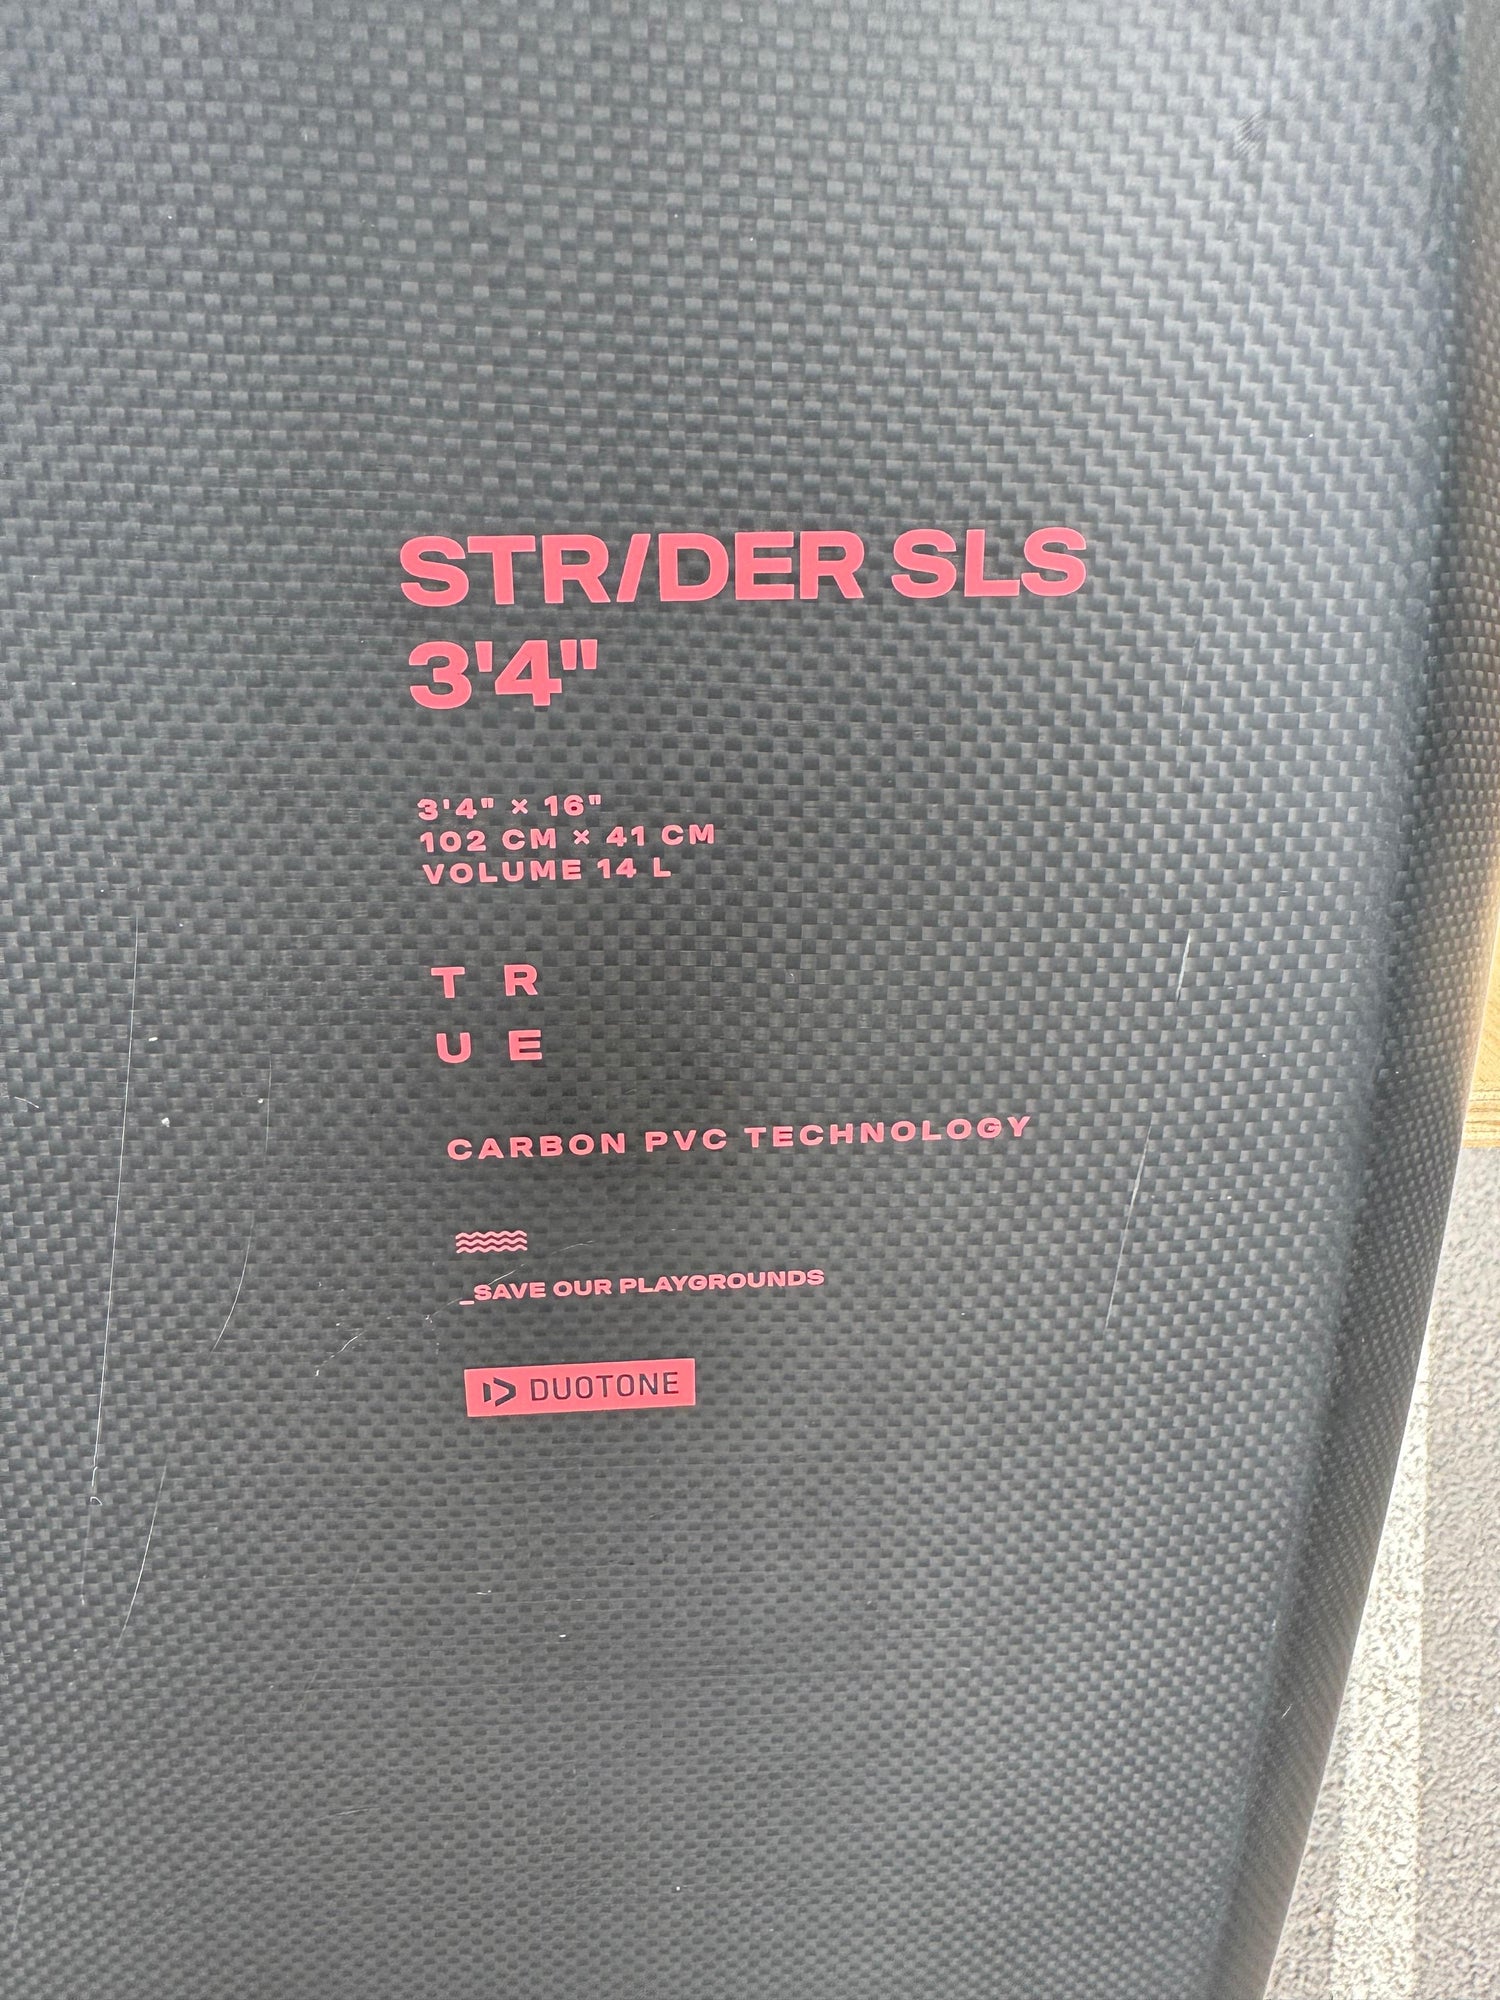 STR/DER SLS
3'4"
3'4" × 16"
102 CM × 41 CM
VOLUME 14 L
T R
U E
CARBON PVC TECHNOLOGY
_SAVE OUR PLAYGROUNDS
DUOTONE